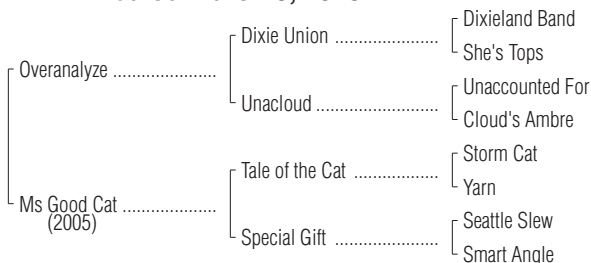 Dixieland Band
Dixie Union ....................
She's Tops
Overanalyze ....................
Unaccounted For
Unacloud ........................
Cloud's Ambre
Storm Cat
Tale of the Cat ................
Yarn
Ms Good Cat ..................
(2005)
Seattle Slew
Special Gift ....................
Smart Angle